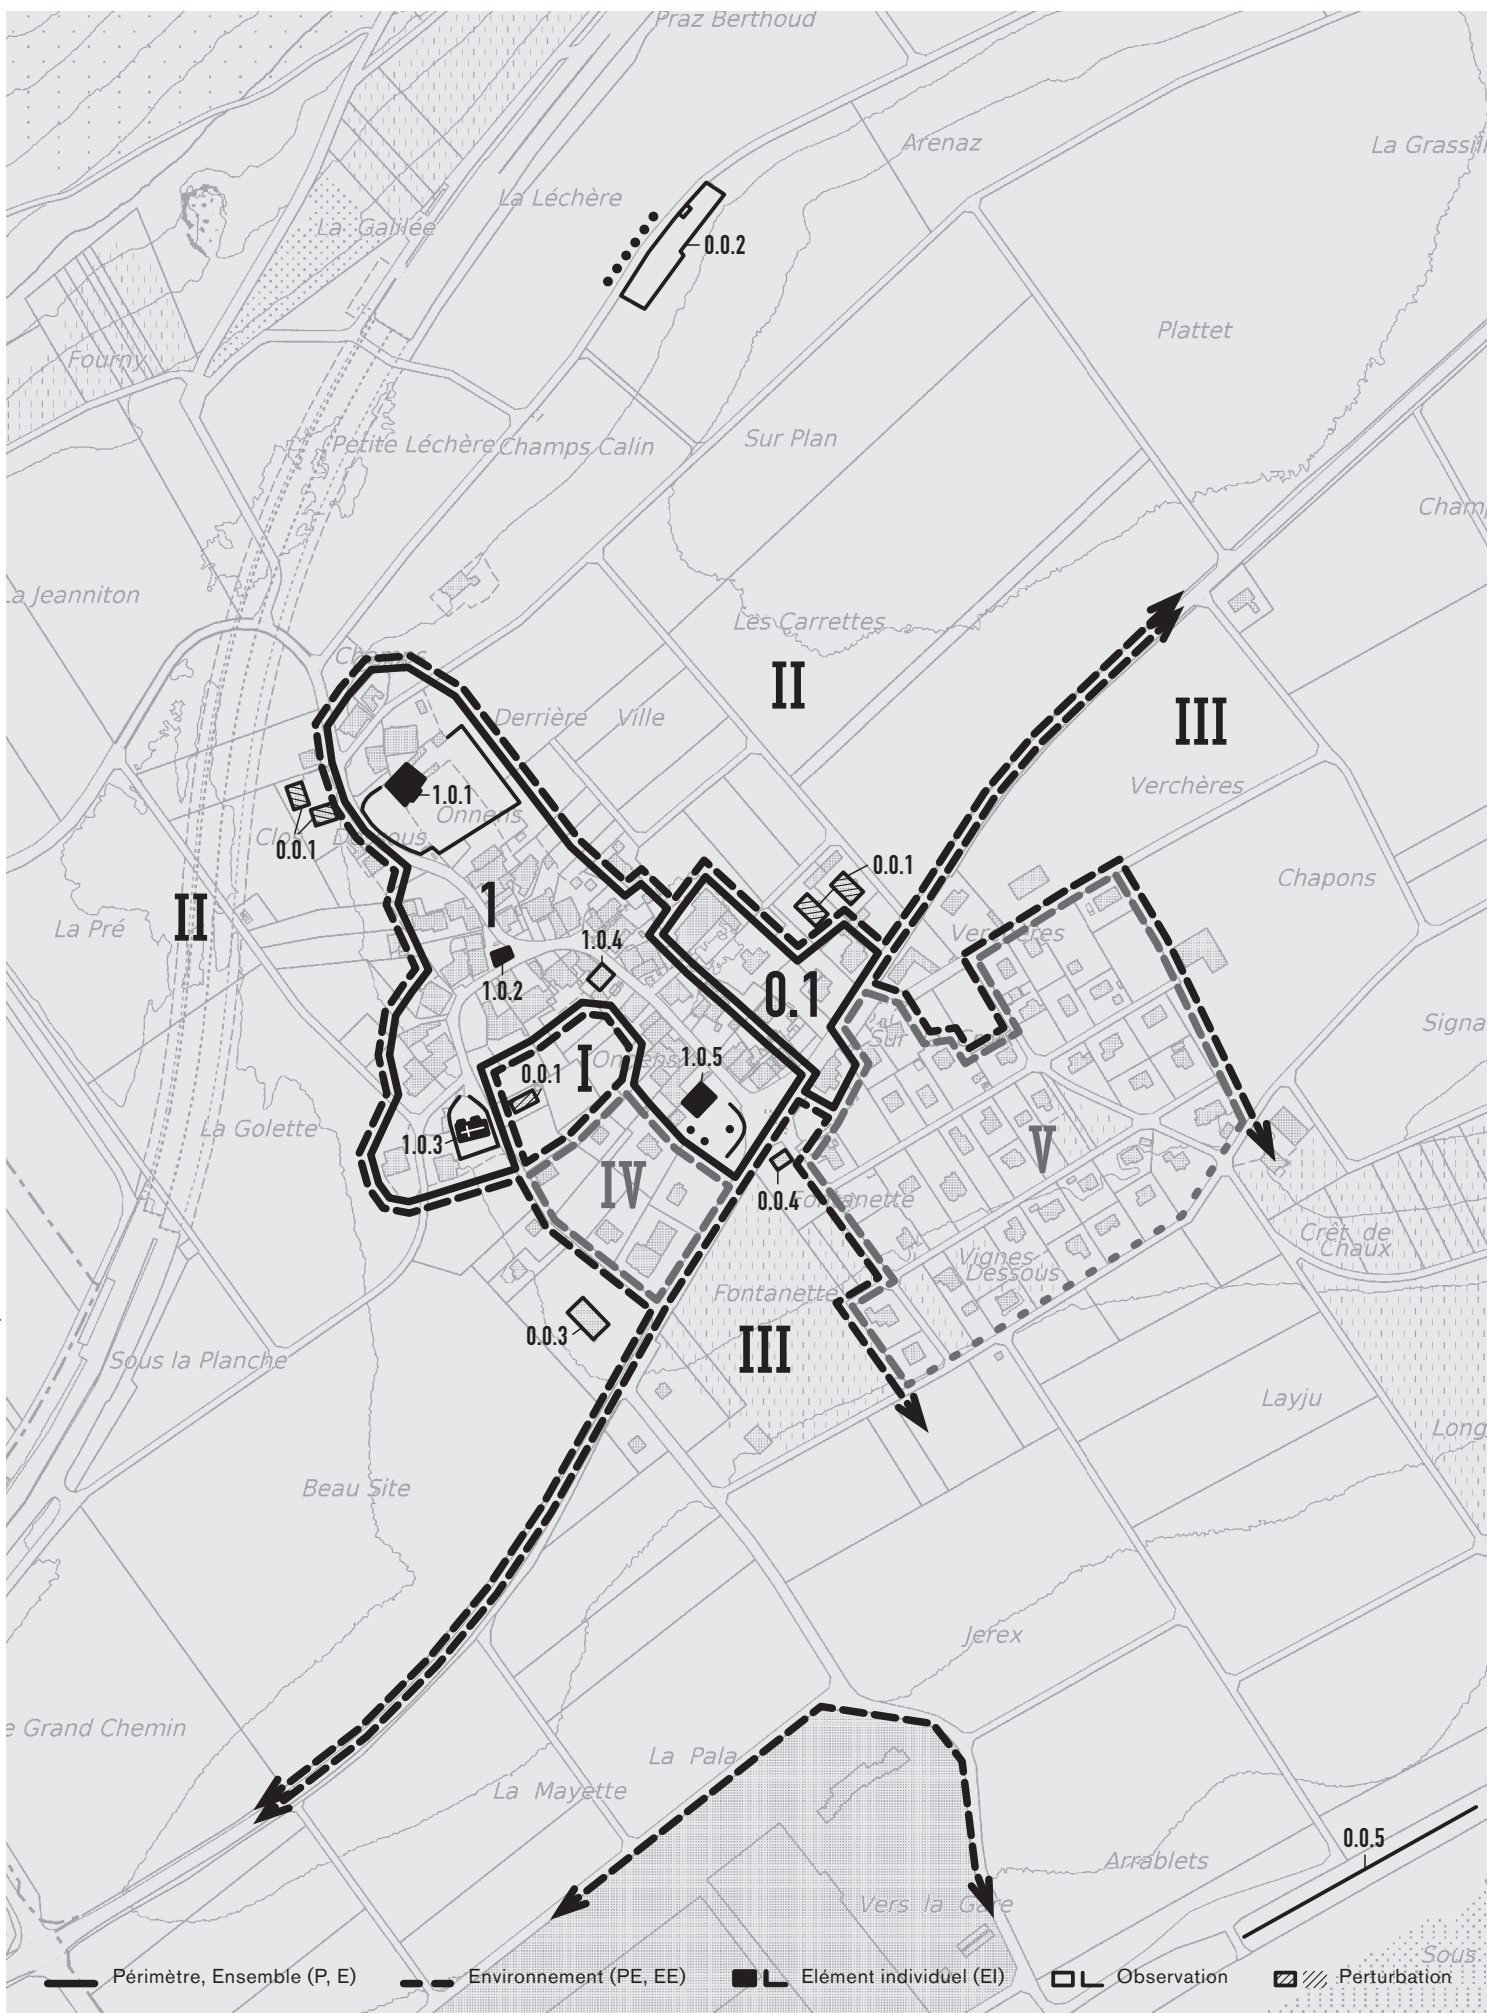 Praz Berthoud
Arenaz
La Léchère
La Galilée
0.0.2
Plattet
Fourny
Petite Léchère
Champs Calin
Sur Plan
La Jeanniton
Les Carrettes
II
III
Derrière Ville
Verchères
1.0.1
Onnens
0.0.1
0.0.1
Chapons
1
La Pré
II
Verchères
1.0.4
1.0.2
0.1
Signa
Sur
I
Onnens
1.0.5
0.0.1
La Golette
1.0.3
V
IV
0.0.4
Fontanette
Crêt de
Chaux
Vignes
Dessous
Fontanette
0.0.3
III
Sous la Planche
Layju
Long
Beau Site
Jerex
e Grand Chemin
La Pala
La Mayette
0.0.5
Arrablets
Vers la Gare
Sous
Périmètre, Ensemble (P, E)
Environnement (PE, EE)
Elément individuel (EI)
Observation
Perturbation